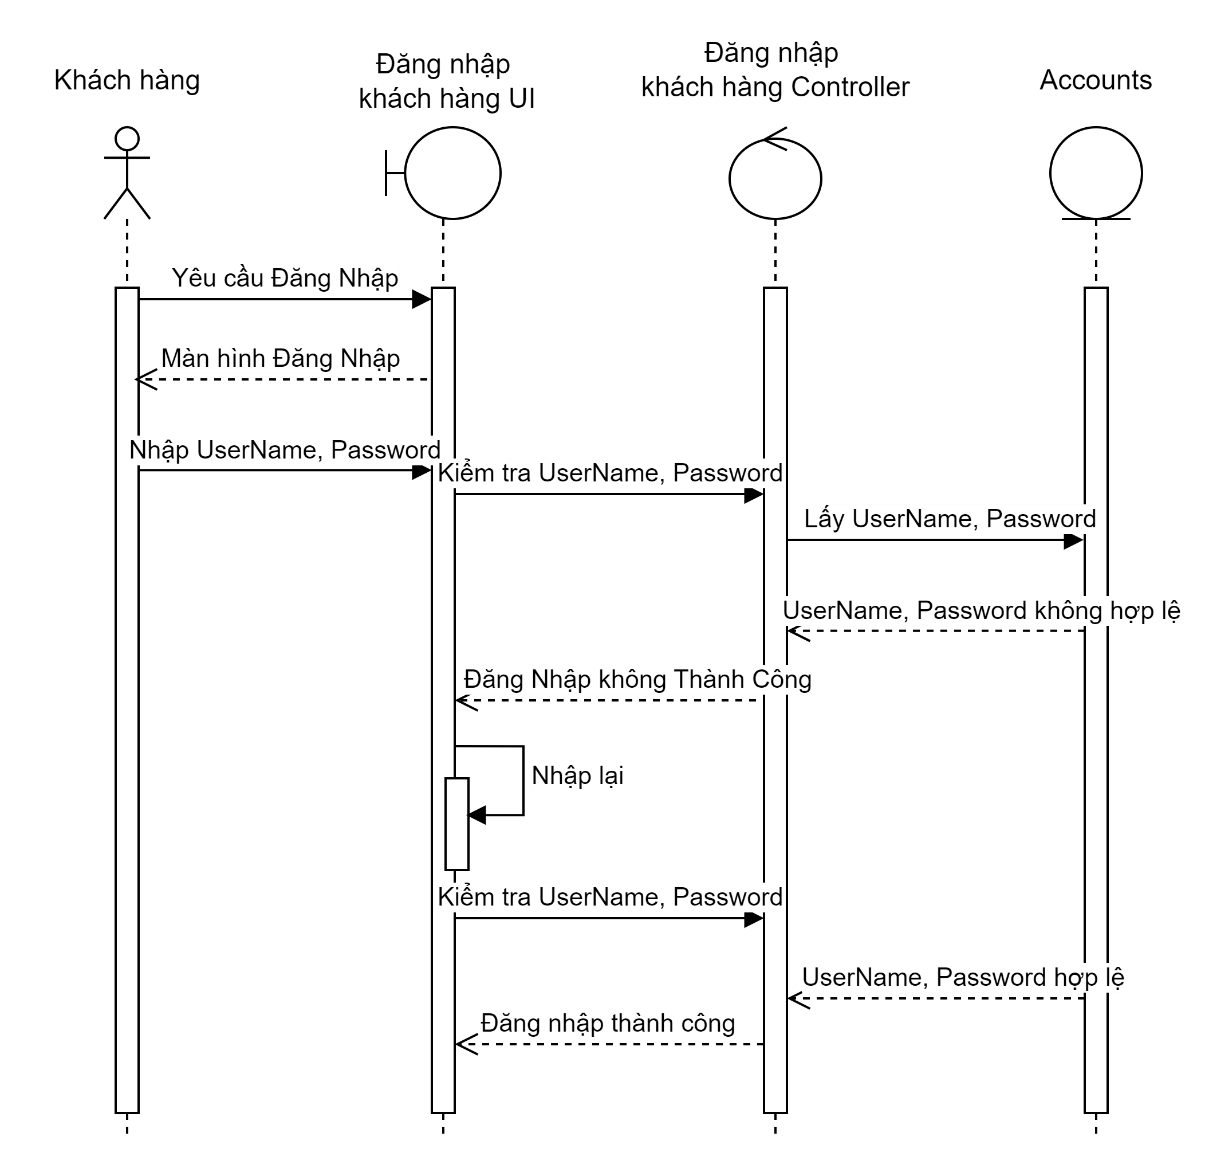 Khách hàng
Đăng nhập
khách hàng UI
Đăng nhập
khách hàng Controller
Accounts
Yêu cầu Đăng Nhập
Màn hình Đăng Nhập
Nhập UserName, Password
Kiểm tra UserName, Password
Lấy UserName, Password
UserName, Password không hợp lệ
Đăng Nhập không Thành Công
Nhập lại
Kiểm tra UserName, Password
UserName, Password hợp lệ
Đăng nhập thành công